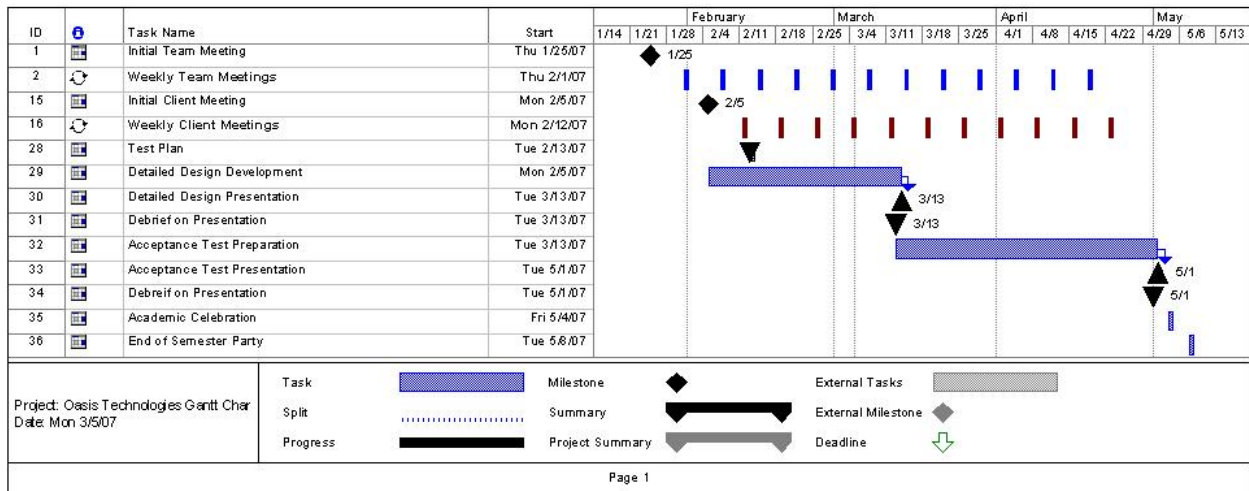 February March April May
ID Task Name Start 1/14 1/21 1/28 2/4 2/11 2/18 2/25 3/4 3/11 3/18 3/25 4/1 4/8 4/15 4/22 4/29 5/6 5/13
1 Initial Team Meeting Thu 1/25/07 1/25
2 Weekly Team Meetings Thu 2/1/07
15 Initial Client Meeting Mon 2/5/07 2/5
16 Weekly Client Meetings Mon 2/12/07
28 Test Plan Tue 2/13/07
29 Detailed Design Development Mon 2/5/07
30 Detailed Design Presentation Tue 3/13/07 3/13
31 Debrief on Presentation Tue 3/13/07 3/13
32 Acceptance Test Preparation Tue 3/13/07
33 Acceptance Test Presentation Tue 5/1/07 5/1
34 Debreif on Presentation Tue 5/1/07 5/1
35 Academic Celebration Fri 5/4/07
36 End of Semester Party Tue 5/8/07
Project: Oasis Technologies Gantt Char
Date: Mon 3/5/07
Task Milestone External Tasks
Split Summary External Milestone
Progress Project Summary Deadline
Page 1